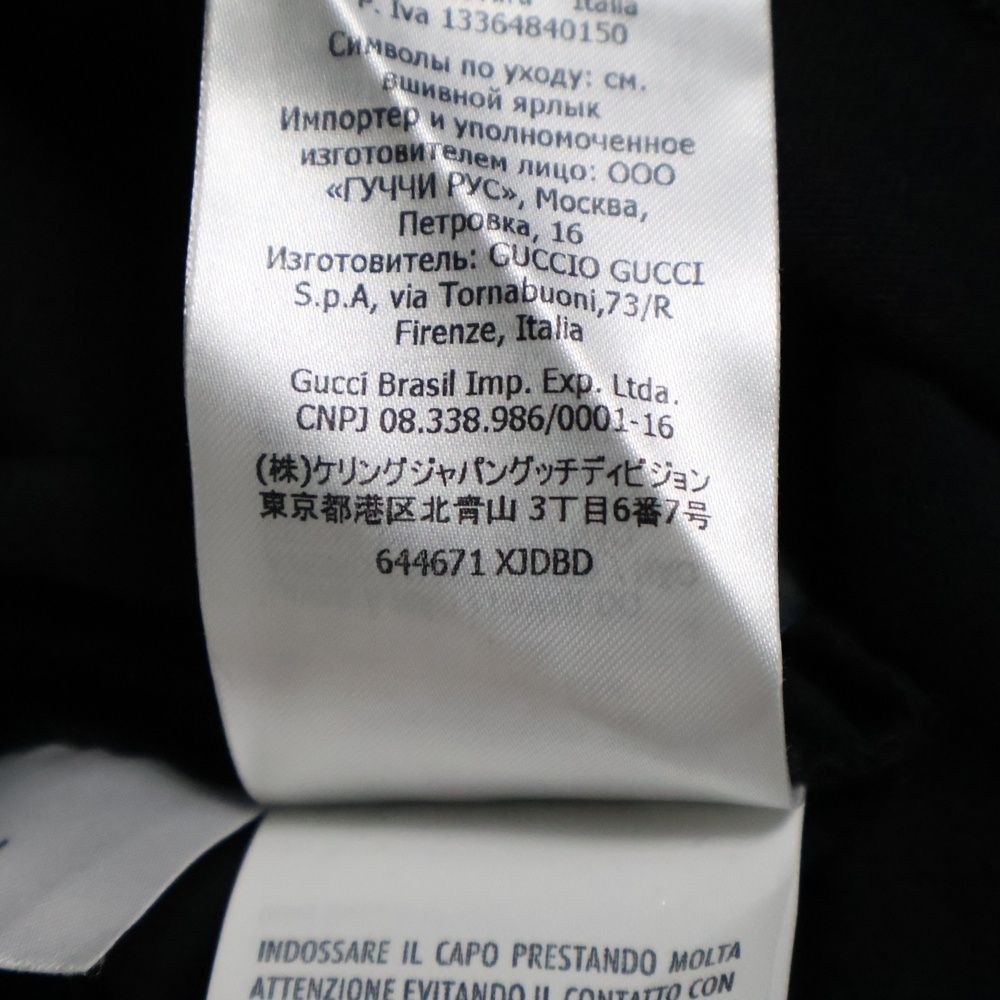 Italia
P. Iva 13364840150
Символы по уходу: см.
вшивной ярлык
Импортер и уполномоченное
изготовителем лицо: ООО
«ГУЧЧИ РУС», Москва,
Петровка, 16
Изготовитель: GUCCIO GUCCI
S.p.A, via Tornabuoni,73/R
Firenze, Italia
Gucci Brasil Imp. Exp. Ltda.
CNPJ 08.338.986/0001-16
(株)ケリングジャパングッチディビジョン
東京都港区北青山 3丁目6番7号
644671 XJDBD
INDOSSARE IL CAPO PRESTANDO MOLTA
ATTENZIONE EVITANDO IL CONTATTO CON